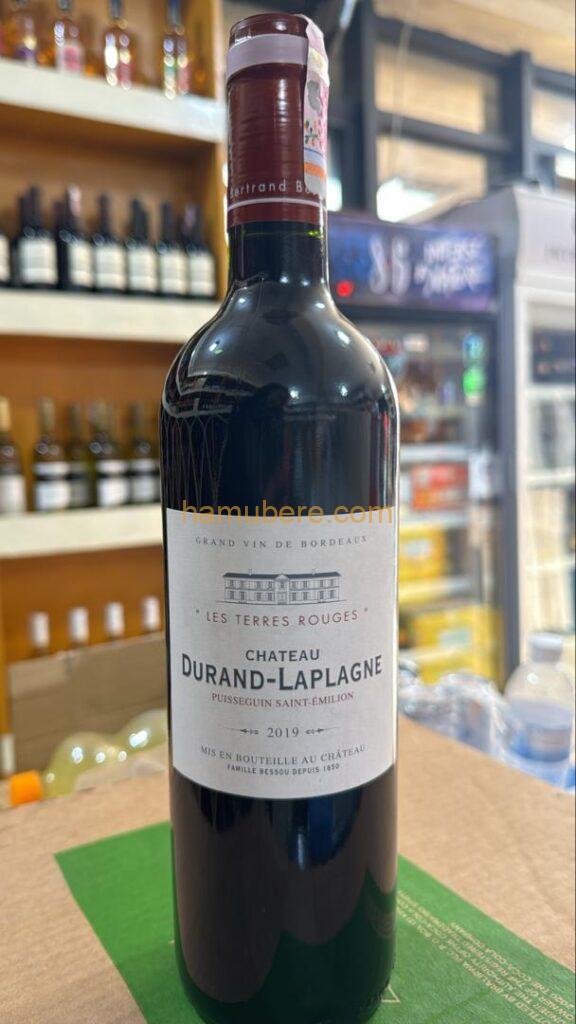 Bertrand
hamubere.com
GRAND VIN DE BORDEAUX
" LES TERRES ROUGES "
CHATEAU
DURAND-LAPLAGNE
PUISSEGUIN SAINT-ÉMILION
2019
MIS EN BOUTEILLE AU CHÂTEAU
FAMILLE BESSOU DEPUIS 1850